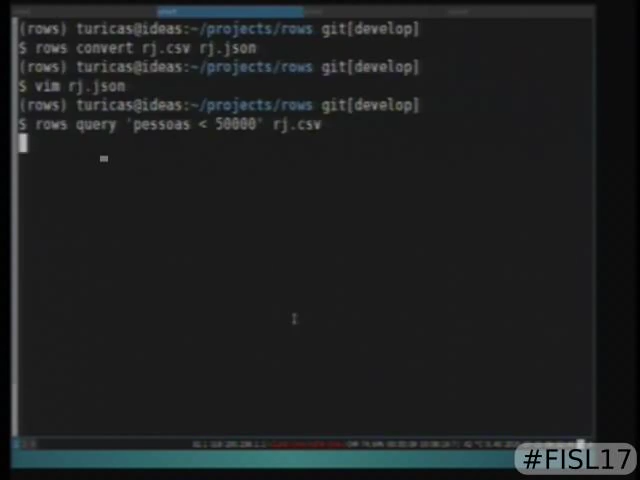 (rows) turicas@ideas:~/projects/rows git[develop]
$ rows convert rj.csv rj.json
(rows) turicas@ideas:~/projects/rows git[develop]
$ vim rj.json
(rows) turicas@ideas:~/projects/rows git[develop]
$ rows query 'pessoas < 50000' rj.csv
#FISL17